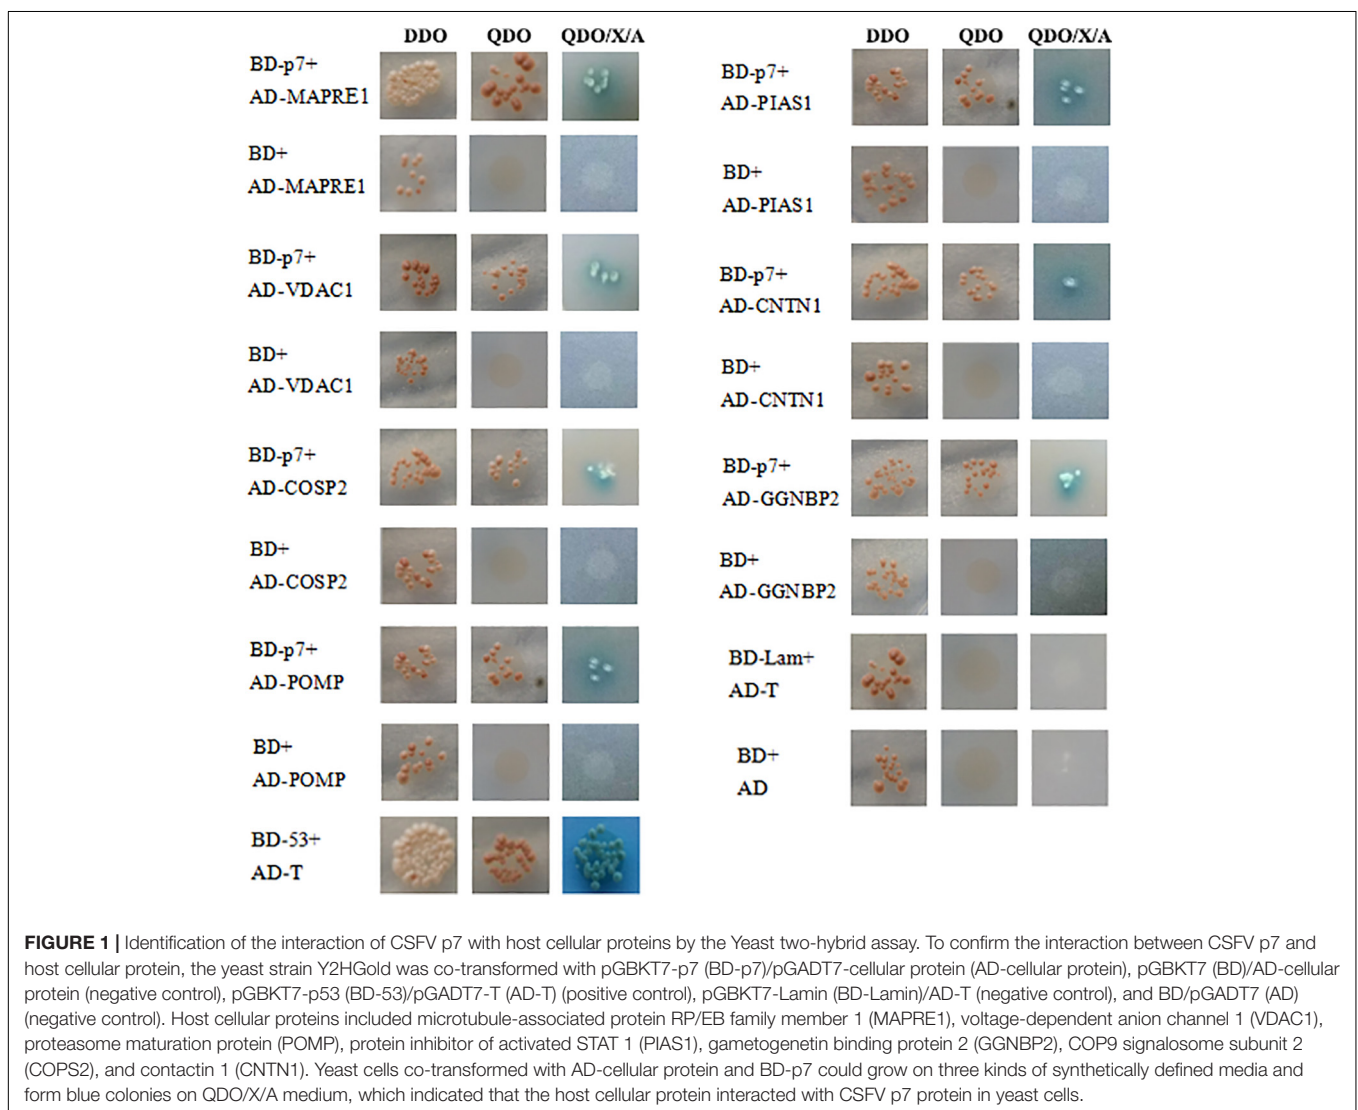 DDO QDO QDO/X/A
BD-p7+
AD-MAPRE1
BD+
AD-MAPRE1
BD-p7+
AD-VDAC1
BD+
AD-VDAC1
BD-p7+
AD-COSP2
BD+
AD-COSP2
BD-p7+
AD-POMP
BD+
AD-POMP
BD-53+
AD-T
DDO QDO QDO/X/A
BD-p7+
AD-PIAS1
BD+
AD-PIAS1
BD-p7+
AD-CNTN1
BD+
AD-CNTN1
BD-p7+
AD-GGNBP2
BD+
AD-GGNBP2
BD-Lam+
AD-T
BD+
AD
FIGURE 1 | Identification of the interaction of CSFV p7 with host cellular proteins by the Yeast two-hybrid assay. To confirm the interaction between CSFV p7 and
host cellular protein, the yeast strain Y2HGold was co-transformed with pGBKT7-p7 (BD-p7)/pGADT7-cellular protein (AD-cellular protein), pGBKT7 (BD)/AD-cellular
protein (negative control), pGBKT7-p53 (BD-53)/pGADT7-T (AD-T) (positive control), pGBKT7-Lamin (BD-Lamin)/AD-T (negative control), and BD/pGADT7 (AD)
(negative control). Host cellular proteins included microtubule-associated protein RP/EB family member 1 (MAPRE1), voltage-dependent anion channel 1 (VDAC1),
proteasome maturation protein (POMP), protein inhibitor of activated STAT 1 (PIAS1), gametogenetin binding protein 2 (GGNBP2), COP9 signalosome subunit 2
(COPS2), and contactin 1 (CNTN1). Yeast cells co-transformed with AD-cellular protein and BD-p7 could grow on three kinds of synthetically defined media and
form blue colonies on QDO/X/A medium, which indicated that the host cellular protein interacted with CSFV p7 protein in yeast cells.